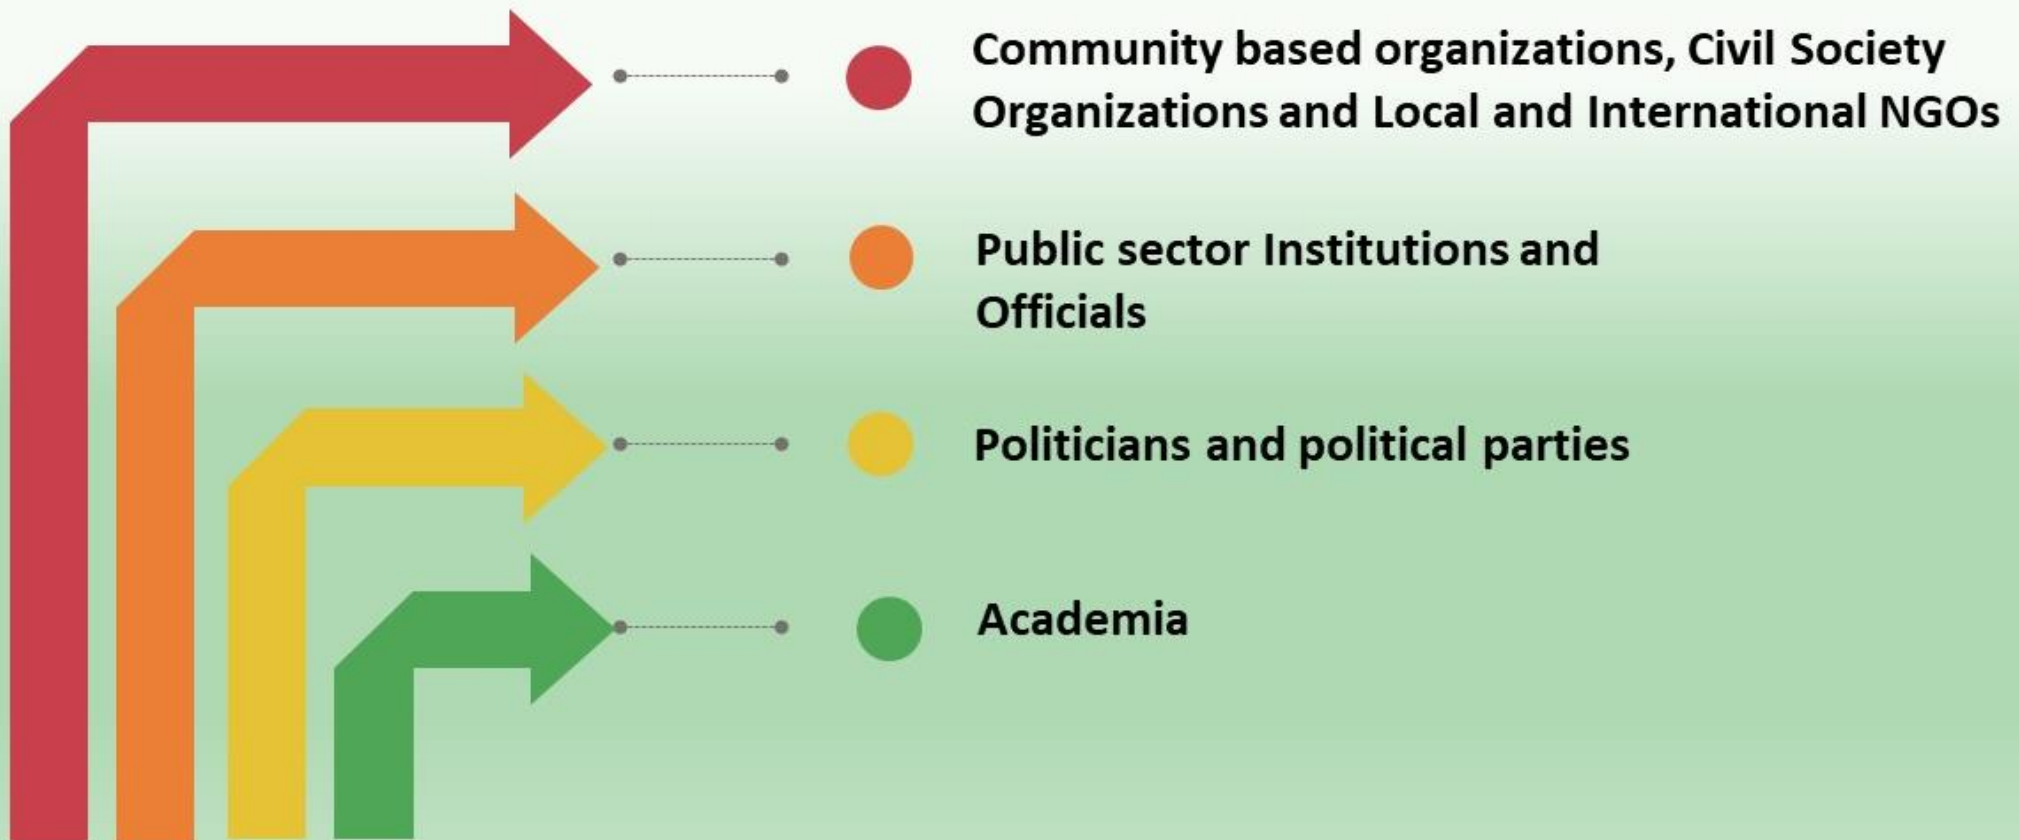 Community based organizations, Civil Society
Organizations and Local and International NGOs
Public sector Institutions and
Officials
Politicians and political parties
Academia